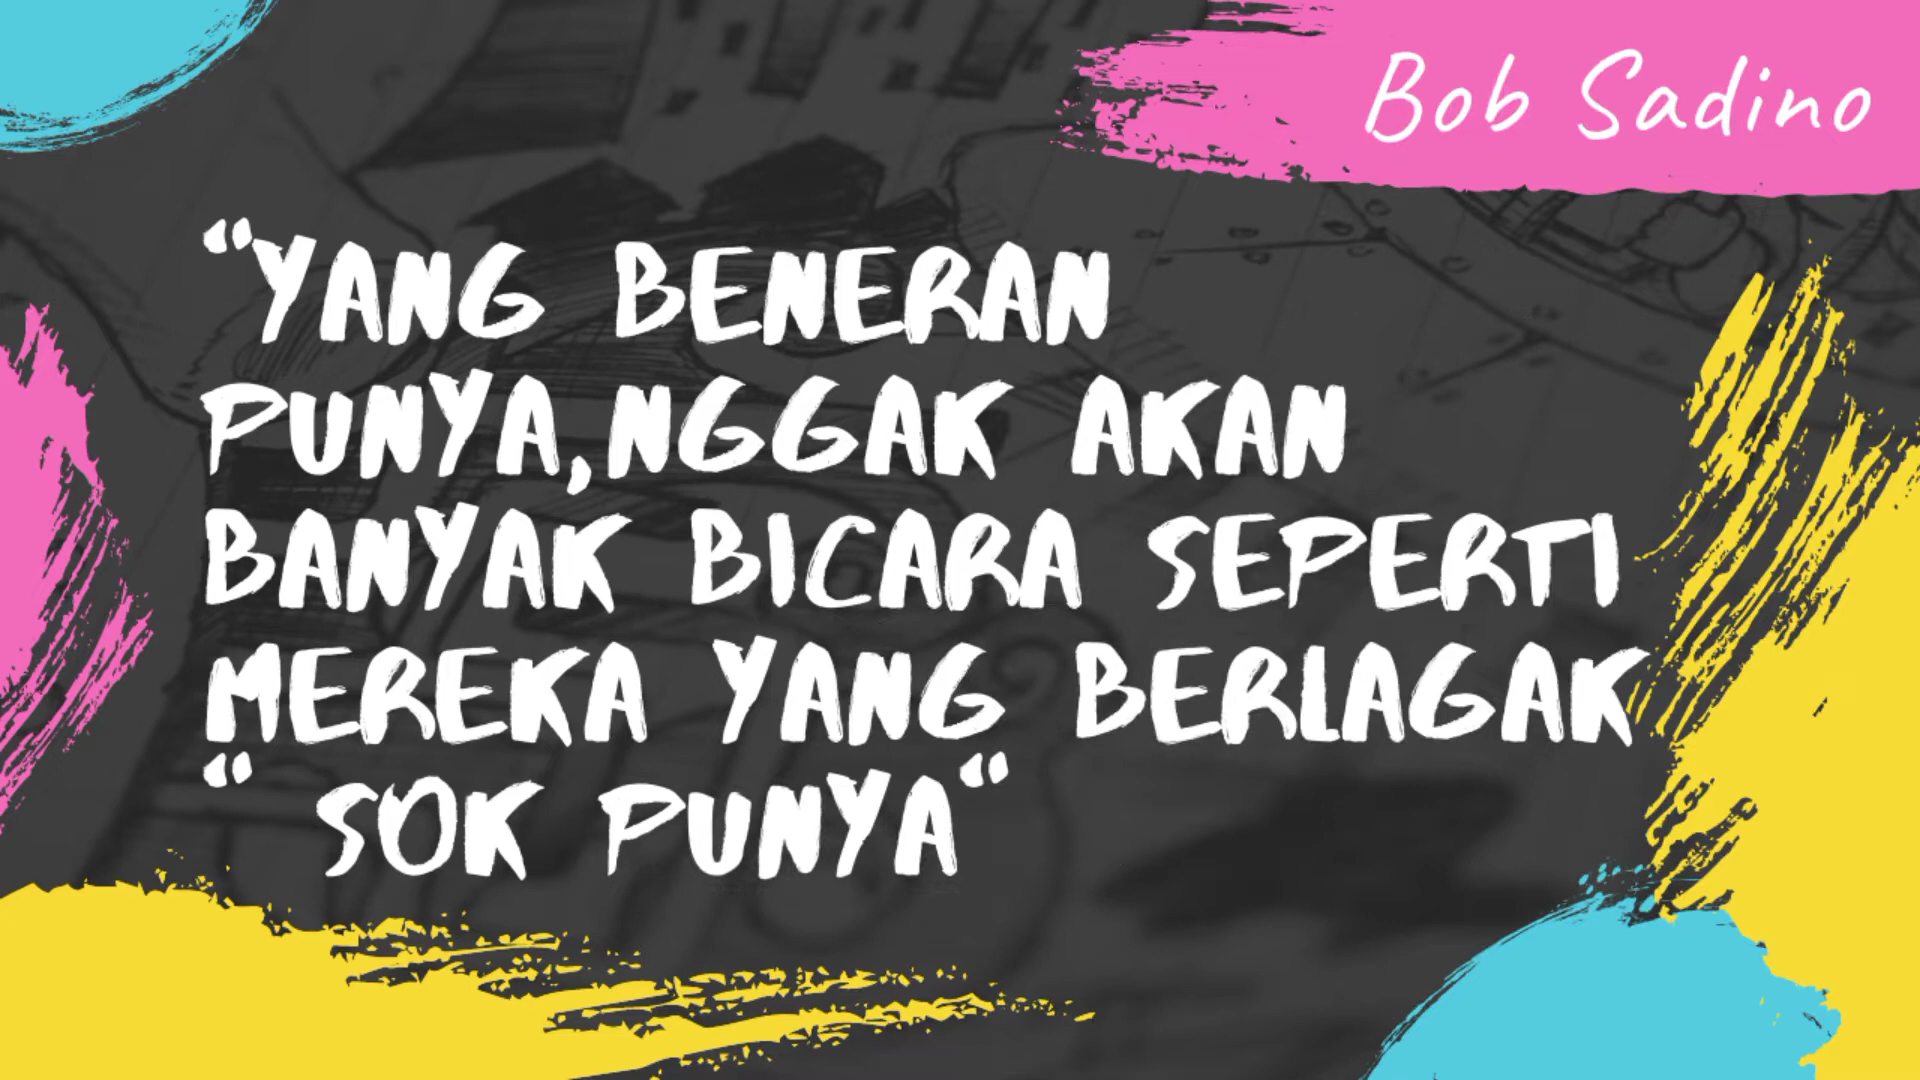 Bob Sadino
“YANG BENERAN
PUNYA,NGGAK AKAN
BANYAK BICARA SEPERTI
MEREKA YANG BERLAGAK
“ SOK PUNYA“